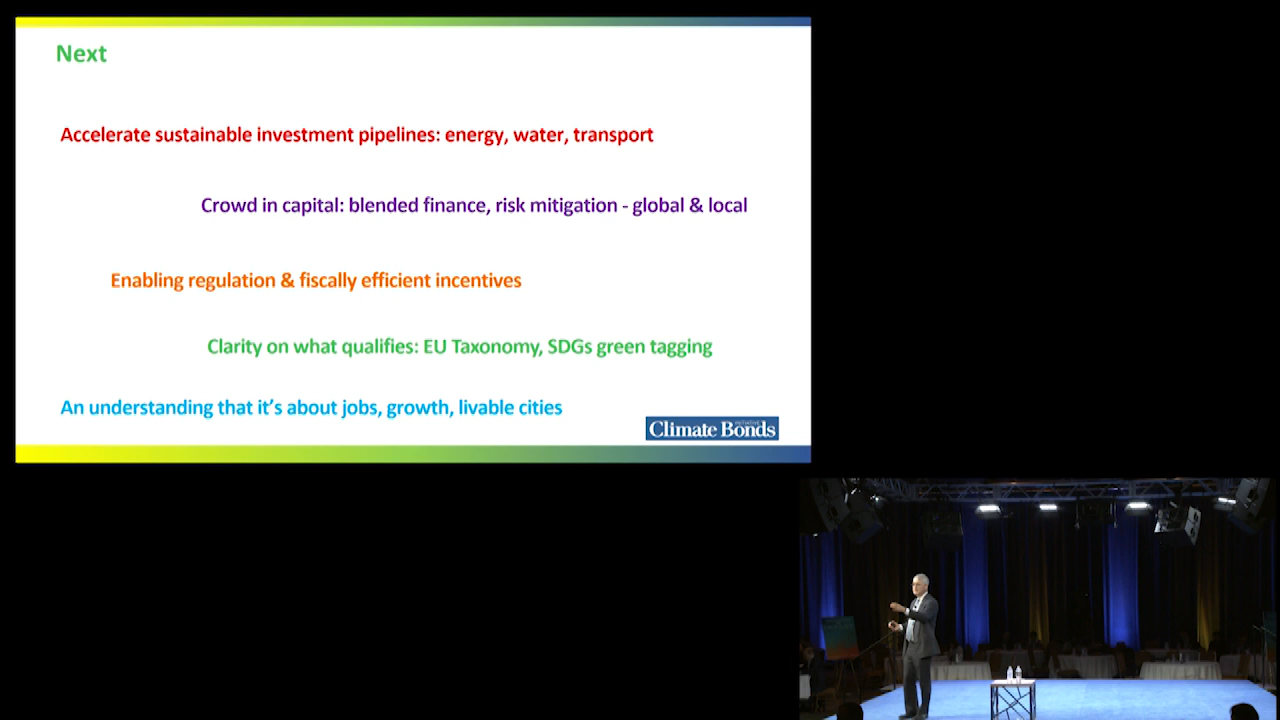 Next
Accelerate sustainable investment pipelines: energy, water, transport
Crowd in capital: blended finance, risk mitigation - global & local
Enabling regulation & fiscally efficient incentives
Clarity on what qualifies: EU Taxonomy, SDGs green tagging
An understanding that it’s about jobs, growth, livable cities
Climate Bonds